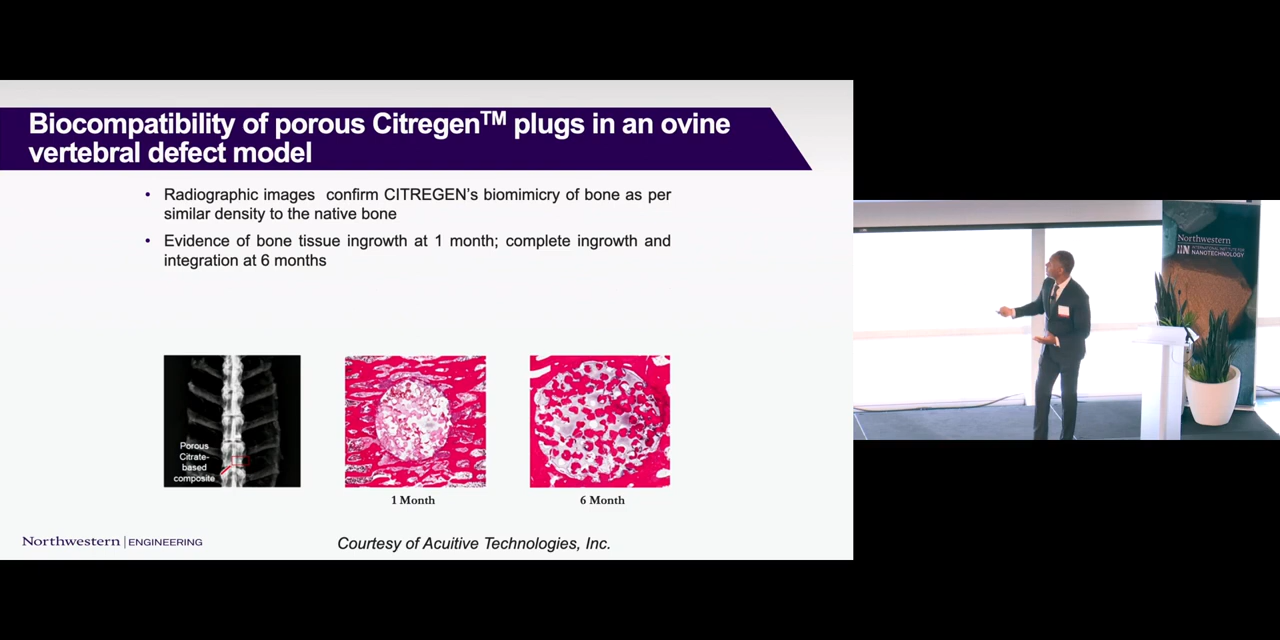 Biocompatibility of porous Citregen™ plugs in an ovine
vertebral defect model
• Radiographic images confirm CITREGEN's biomimicry of bone as per
similar density to the native bone
• Evidence of bone tissue ingrowth at 1 month; complete ingrowth and
integration at 6 months
Porous
Citrate-
based
composite
1 Month
6 Month
Northwestern | ENGINEERING
Courtesy of Acuitive Technologies, Inc.
Northwestern
IIN INTERNATIONAL INSTITUTE FOR
NANOTECHNOLOGY